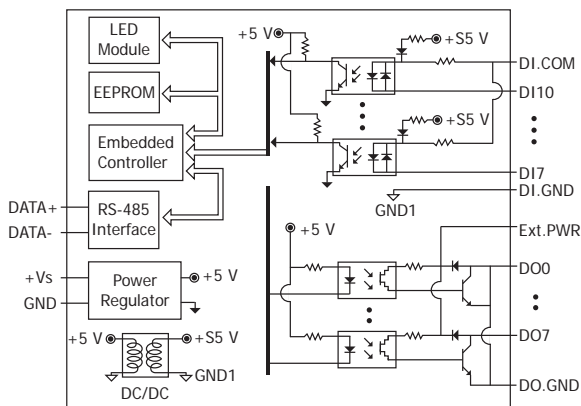 LED
Module
EEPROM
Embedded
Controller
RS-485
Interface
DATA+
DATA-
+Vs
GND
Power
Regulator
+5 V
+5 V
+S5 V
GND1
DC/DC
+5 V
+S5 V
DI.COM
DI10
+S5 V
DI7
DI.GND
GND1
Ext.PWR
+5 V
DO0
DO7
DO.GND